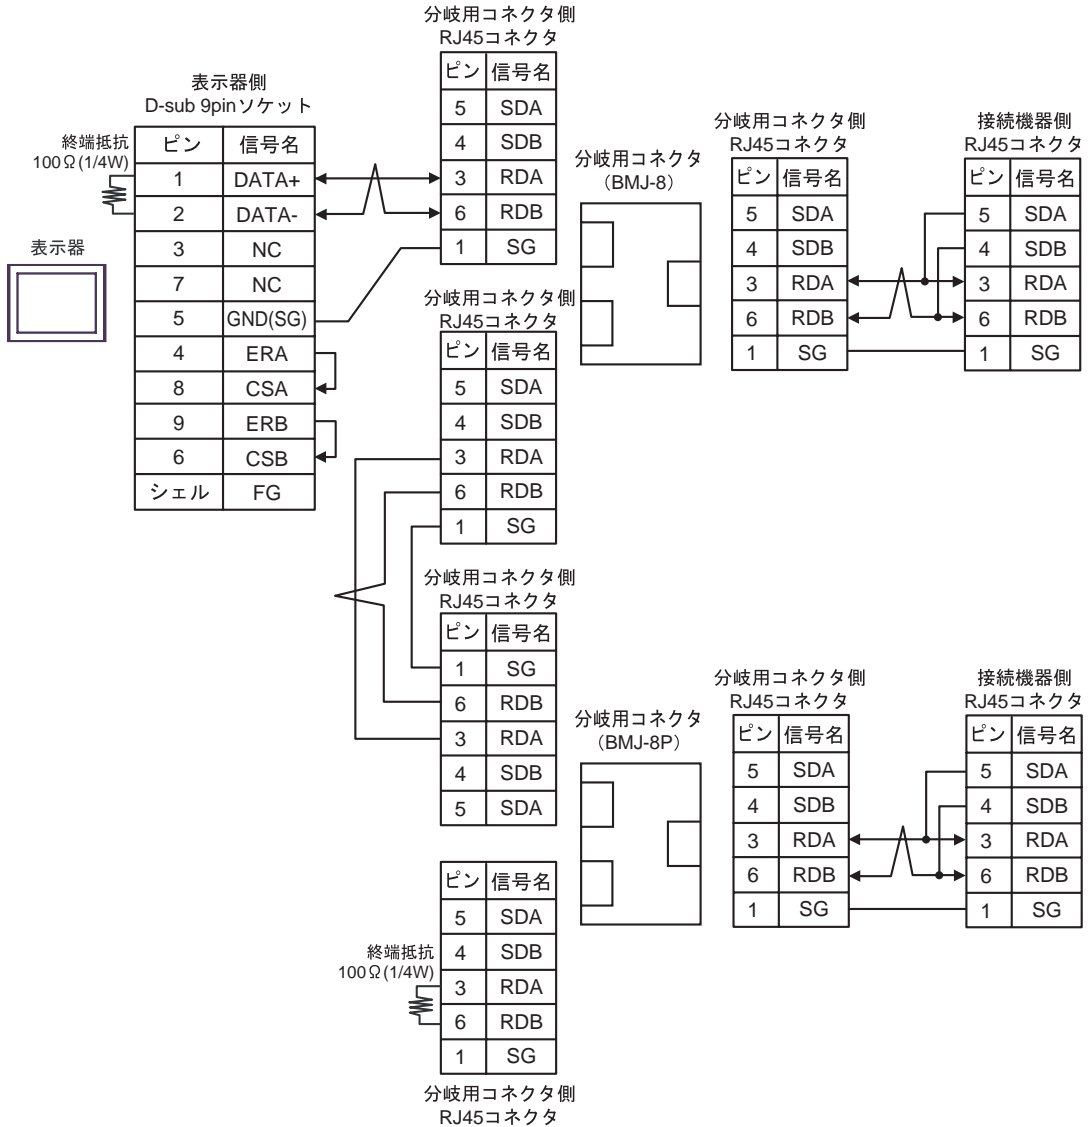 分岐用コネクタ側
RJ45コネクタ
ピン 信号名
5 SDA
4 SDB
3 RDA
6 RDB
1 SG
表示器側
D-sub 9pinソケット
ピン 信号名
1 DATA+
2 DATA-
3 NC
7 NC
5 GND(SG)
4 ERA
8 CSA
9 ERB
6 CSB
シェル FG
終端抵抗
100Ω(1/4W)
表示器
分岐用コネクタ
（BMJ-8）
分岐用コネクタ側
RJ45コネクタ
ピン 信号名
5 SDA
4 SDB
3 RDA
6 RDB
1 SG
接続機器側
RJ45コネクタ
ピン 信号名
5 SDA
4 SDB
3 RDA
6 RDB
1 SG
分岐用コネクタ側
RJ45コネクタ
ピン 信号名
5 SDA
4 SDB
3 RDA
6 RDB
1 SG
分岐用コネクタ側
RJ45コネクタ
ピン 信号名
1 SG
6 RDB
3 RDA
4 SDB
5 SDA
分岐用コネクタ
（BMJ-8P）
分岐用コネクタ側
RJ45コネクタ
ピン 信号名
5 SDA
4 SDB
3 RDA
6 RDB
1 SG
接続機器側
RJ45コネクタ
ピン 信号名
5 SDA
4 SDB
3 RDA
6 RDB
1 SG
終端抵抗
100Ω(1/4W)
ピン 信号名
5 SDA
4 SDB
3 RDA
6 RDB
1 SG
分岐用コネクタ側
RJ45コネクタ